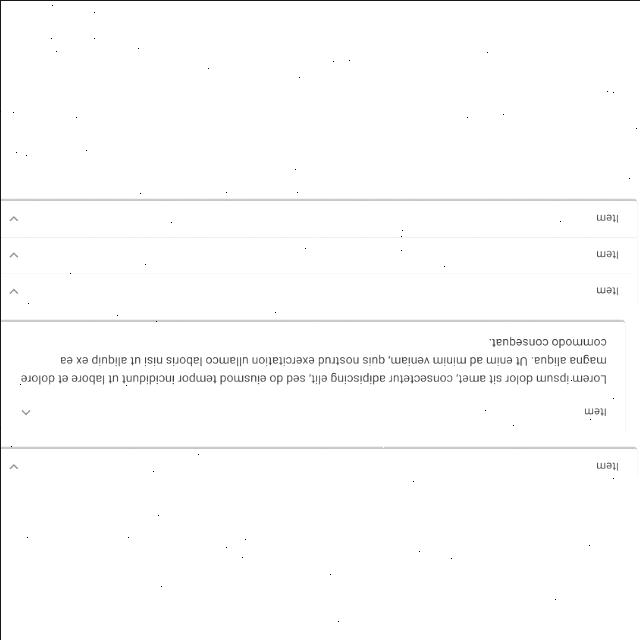 Item
Item
Lorem ipsum dolor sit amet, consectetur adipiscing elit, sed do eiusmod tempor incididunt ut labore et dolore
magna aliqua. Ut enim ad minim veniam, quis nostrud exercitation ullamco laboris nisi ut aliquip ex ea
commodo consequat.
Item
Item
Item